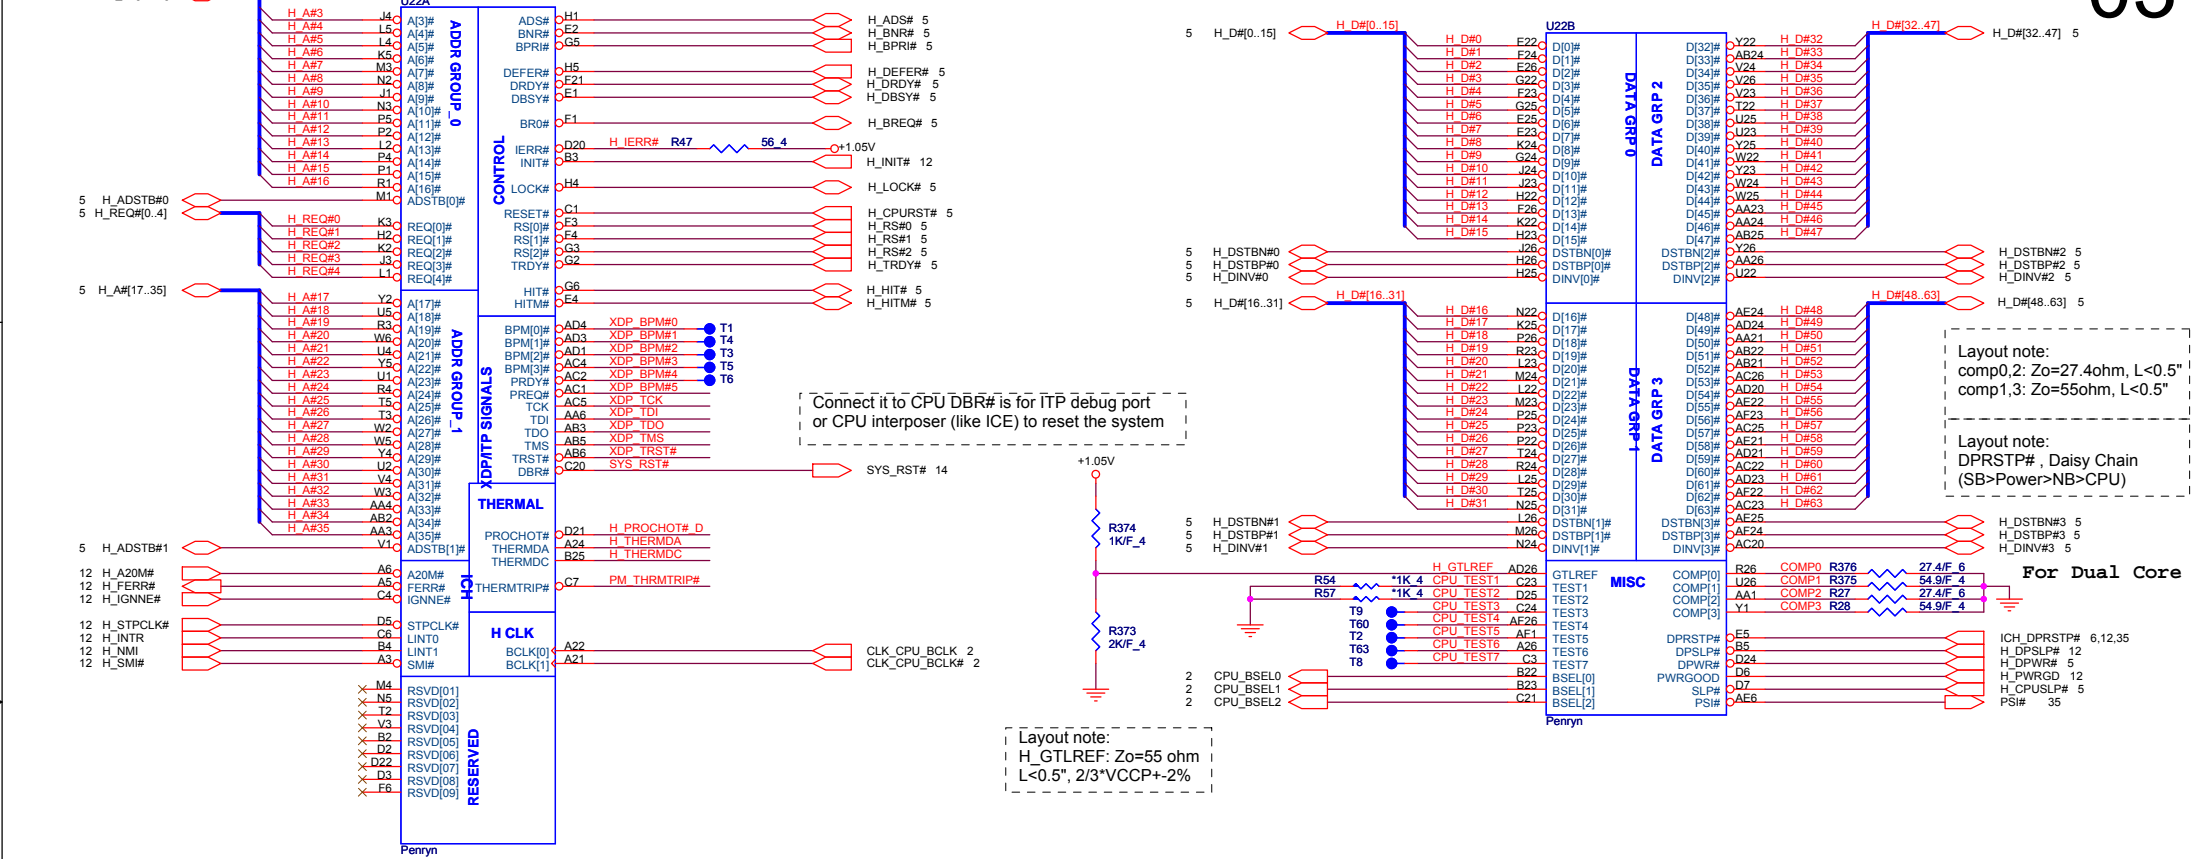 03
U22A
H_A#3 J4 A[3]# ADS# H1 H_ADS# 5
H_A#4 L5 A[4]# BNR# E2 H_BNR# 5
H_A#5 L4 A[5]# BPRI# G5 H_BPRI# 5
H_A#6 K5 A[6]#
H_A#7 M3 A[7]# DEFER# H5 H_DEFER# 5
H_A#8 N2 A[8]# DRDY# F21 H_DRDY# 5
H_A#9 J1 A[9]# DBSY# E1 H_DBSY# 5
H_A#10 N3 A[10]#
H_A#11 P5 A[11]# BR0# F1 H_BREQ# 5
H_A#12 P2 A[12]#
H_A#13 L2 A[13]# IERR# D20 H_IERR# R47 56_4 +1.05V
H_A#14 P4 A[14]# INIT# B3 H_INIT# 12
H_A#15 P1 A[15]#
H_A#16 R1 A[16]# LOCK# H4 H_LOCK# 5
5 H_ADSTB#0 M1 ADSTB[0]#
5 H_REQ#[0..4] RESET# C1 H_CPURST# 5
H_REQ#0 K3 REQ[0]# RS[0]# F3 H_RS#0 5
H_REQ#1 H2 REQ[1]# RS[1]# F4 H_RS#1 5
H_REQ#2 K2 REQ[2]# RS[2]# G3 H_RS#2 5
H_REQ#3 J3 REQ[3]# TRDY# G2 H_TRDY# 5
H_REQ#4 L1 REQ[4]#
5 H_A#[17..35] HIT# G6 H_HIT# 5
H_A#17 Y2 A[17]# HITM# E4 H_HITM# 5
H_A#18 U5 A[18]#
H_A#19 R3 A[19]# BPM[0]# AD4 XDP_BPM#0 T1
H_A#20 W6 A[20]# BPM[1]# AD3 XDP_BPM#1 T4
H_A#21 U4 A[21]# BPM[2]# AD1 XDP_BPM#2 T3
H_A#22 Y5 A[22]# BPM[3]# AC4 XDP_BPM#3 T5
H_A#23 U1 A[23]# PRDY# AC2 XDP_BPM#4 T6
H_A#24 R4 A[24]# PREQ# AC1 XDP_BPM#5
H_A#25 T5 A[25]# TCK AC5 XDP_TCK
H_A#26 T3 A[26]# TDI AA6 XDP_TDI
H_A#27 W2 A[27]# TDO AB3 XDP_TDO
H_A#28 W5 A[28]# TMS AB5 XDP_TMS
H_A#29 Y4 A[29]# TRST# AB6 XDP_TRST#
H_A#30 U2 A[30]# DBR# C20 SYS_RST# SYS_RST# 14
H_A#31 V4 A[31]#
H_A#32 W3 A[32]#
H_A#33 AA4 A[33]#
H_A#34 AB2 A[34]#
H_A#35 AA3 A[35]# PROCHOT# D21 H_PROCHOT#_D
5 H_ADSTB#1 V1 ADSTB[1]# THERMDA A24 H_THERMDA
THERMDC B25 H_THERMDC
12 H_A20M# A6 A20M#
12 H_FERR# A5 FERR# THERMTRIP# C7 PM_THRMTRIP#
12 H_IGNNE# C4 IGNNE#
12 H_STPCLK# D5 STPCLK#
12 H_INTR C6 LINT0
12 H_NMI B4 LINT1 BCLK[0] A22 CLK_CPU_BCLK 2
12 H_SMI# A3 SMI# BCLK[1] A21 CLK_CPU_BCLK# 2
M4 RSVD[01]
N5 RSVD[02]
T2 RSVD[03]
V3 RSVD[04]
B2 RSVD[05]
D2 RSVD[06]
D22 RSVD[07]
D3 RSVD[08]
F6 RSVD[09]
ADDR GROUP_0
CONTROL
ADDR GROUP_1
XDP/ITP SIGNALS
THERMAL
ICH
H CLK
RESERVED
Penryn
Connect it to CPU DBR# is for ITP debug port
or CPU interposer (like ICE) to reset the system
+1.05V
R374
1K/F_4
R373
2K/F_4
Layout note:
H_GTLREF: Zo=55 ohm
L<0.5", 2/3*VCCP+-2%
U22B
5 H_D#[0..15] H_D#[0..15] H_D#[32..47] H_D#[32..47] 5
H_D#0 E22 D[0]# D[32]# Y22 H_D#32
H_D#1 F24 D[1]# D[33]# AB24 H_D#33
H_D#2 E26 D[2]# D[34]# V24 H_D#34
H_D#3 G22 D[3]# D[35]# V26 H_D#35
H_D#4 F23 D[4]# D[36]# V23 H_D#36
H_D#5 G25 D[5]# D[37]# T22 H_D#37
H_D#6 E25 D[6]# D[38]# U25 H_D#38
H_D#7 E23 D[7]# D[39]# U23 H_D#39
H_D#8 K24 D[8]# D[40]# Y25 H_D#40
H_D#9 G24 D[9]# D[41]# W22 H_D#41
H_D#10 J24 D[10]# D[42]# Y23 H_D#42
H_D#11 J23 D[11]# D[43]# W24 H_D#43
H_D#12 H22 D[12]# D[44]# W25 H_D#44
H_D#13 F26 D[13]# D[45]# AA23 H_D#45
H_D#14 K22 D[14]# D[46]# AA24 H_D#46
H_D#15 H23 D[15]# D[47]# AB25 H_D#47
5 H_DSTBN#0 J26 DSTBN[0]# DSTBN[2]# Y26 H_DSTBN#2 5
5 H_DSTBP#0 H26 DSTBP[0]# DSTBP[2]# AA26 H_DSTBP#2 5
5 H_DINV#0 H25 DINV[0]# DINV[2]# U22 H_DINV#2 5
5 H_D#[16..31] H_D#[16..31] H_D#[48..63] H_D#[48..63] 5
H_D#16 N22 D[16]# D[48]# AE24 H_D#48
H_D#17 K25 D[17]# D[49]# AD24 H_D#49
H_D#18 P26 D[18]# D[50]# AA21 H_D#50
H_D#19 R23 D[19]# D[51]# AB22 H_D#51
H_D#20 L23 D[20]# D[52]# AB21 H_D#52
H_D#21 M24 D[21]# D[53]# AC26 H_D#53
H_D#22 L22 D[22]# D[54]# AD20 H_D#54
H_D#23 M23 D[23]# D[55]# AE22 H_D#55
H_D#24 P25 D[24]# D[56]# AF23 H_D#56
H_D#25 P23 D[25]# D[57]# AC25 H_D#57
H_D#26 P22 D[26]# D[58]# AE21 H_D#58
H_D#27 T24 D[27]# D[59]# AD21 H_D#59
H_D#28 R24 D[28]# D[60]# AC22 H_D#60
H_D#29 L25 D[29]# D[61]# AD23 H_D#61
H_D#30 T25 D[30]# D[62]# AF22 H_D#62
H_D#31 N25 D[31]# D[63]# AC23 H_D#63
5 H_DSTBN#1 L26 DSTBN[1]# DSTBN[3]# AE25 H_DSTBN#3 5
5 H_DSTBP#1 M26 DSTBP[1]# DSTBP[3]# AF24 H_DSTBP#3 5
5 H_DINV#1 N24 DINV[1]# DINV[3]# AC20 H_DINV#3 5
H_GTLREF AD26 GTLREF COMP[0] R26 COMP0 R376 27.4/F_6
R54 *1K_4 CPU_TEST1 C23 TEST1 COMP[1] U26 COMP1 R375 54.9/F_4
R57 *1K_4 CPU_TEST2 D25 TEST2 COMP[2] AA1 COMP2 R27 27.4/F_6
T9 CPU_TEST3 C24 TEST3 COMP[3] Y1 COMP3 R28 54.9/F_4
T60 CPU_TEST4 AF26 TEST4
T2 CPU_TEST5 AF1 TEST5 DPRSTP# E5 ICH_DPRSTP# 6,12,35
T63 CPU_TEST6 A26 TEST6 DPSLP# B5 H_DPSLP# 12
T8 CPU_TEST7 C3 TEST7 DPWR# D24 H_DPWR# 5
2 CPU_BSEL0 B22 BSEL[0] PWRGOOD D6 H_PWRGD 12
2 CPU_BSEL1 B23 BSEL[1] SLP# D7 H_CPUSLP# 5
2 CPU_BSEL2 C21 BSEL[2] PSI# AE6 PSI# 35
DATA GRP 0
DATA GRP 2
DATA GRP 1
DATA GRP 3
MISC
Penryn
Layout note:
comp0,2: Zo=27.4ohm, L<0.5"
comp1,3: Zo=55ohm, L<0.5"
Layout note:
DPRSTP# , Daisy Chain
(SB>Power>NB>CPU)
For Dual Core